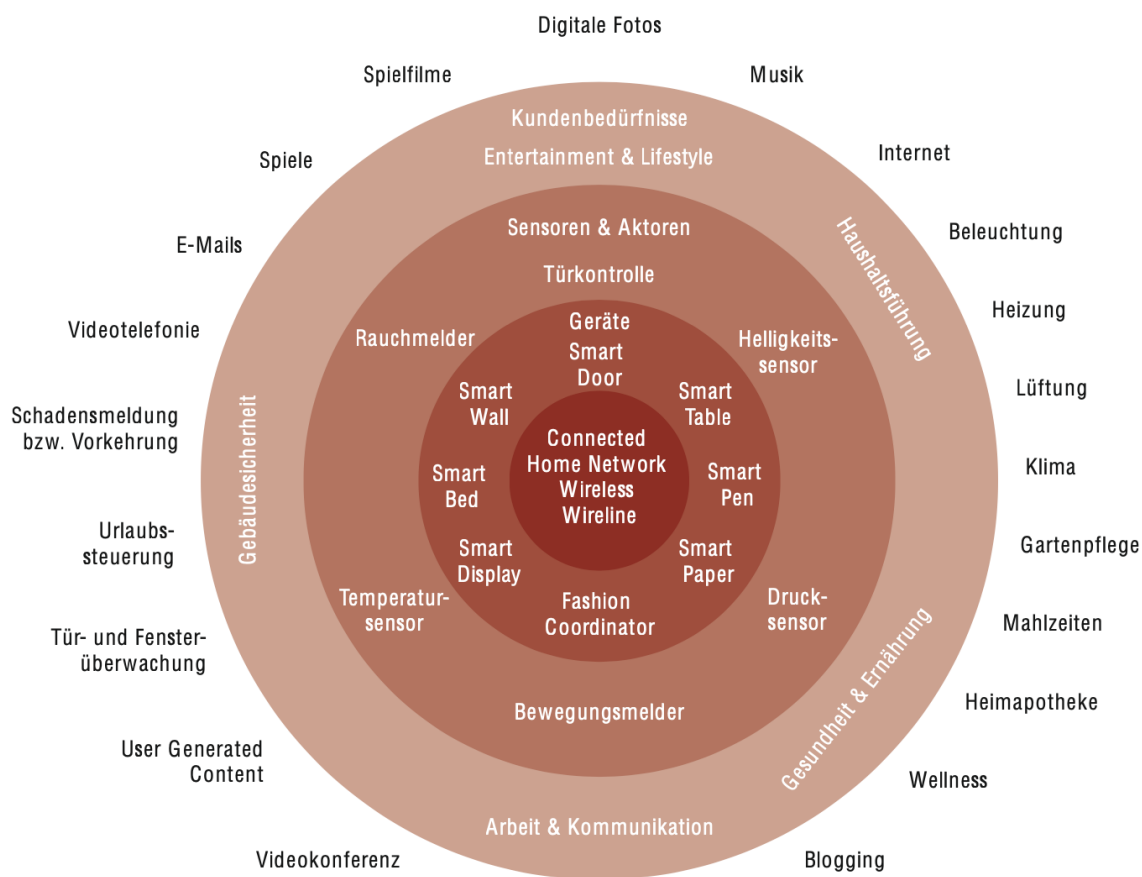 Digitale Fotos
Spielfilme
Musik
Kundenbedürfnisse
Entertainment & Lifestyle
Spiele
Internet
E-Mails
Sensoren & Aktoren
Haushaltsführung
Beleuchtung
Türkontrolle
Videotelefonie
Rauchmelder
Geräte
Helligkeits-
sensor
Heizung
Smart
Door
Smart
Wall
Smart
Table
Lüftung
Schadensmeldung
bzw. Vorkehrung
Gebäudesicherheit
Connected
Home Network
Wireless
Wireline
Smart
Bed
Smart
Pen
Klima
Urlaubs-
steuerung
Smart
Display
Smart
Paper
Gartenpflege
Temperatur-
sensor
Fashion
Coordinator
Druck-
sensor
Mahlzeiten
Tür- und Fenster-
überwachung
Gesundheit & Ernährung
Heimapotheke
Bewegungsmelder
User Generated
Content
Wellness
Arbeit & Kommunikation
Videokonferenz
Blogging